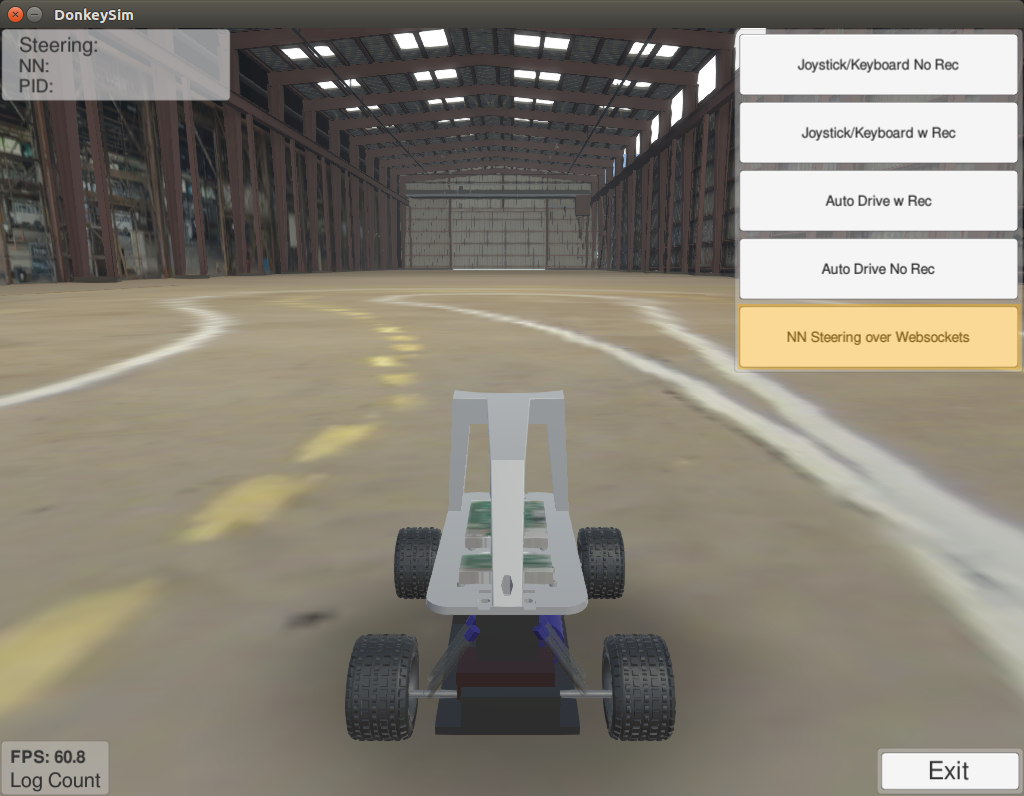 DonkeySim
Steering:
NN:
PID:
Joystick/Keyboard No Rec
Joystick/Keyboard w Rec
Auto Drive w Rec
Auto Drive No Rec
NN Steering over Websockets
FPS: 60.8
Log Count
Exit